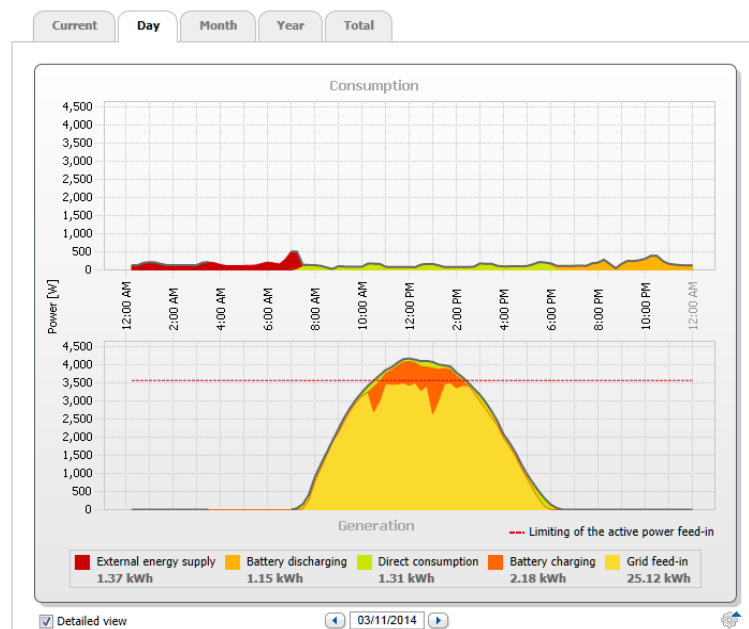 Current Day Month Year Total
Consumption
4,500
4,000
3,500
3,000
2,500
2,000
1,500
1,000
500
0
Power [W]
12:00 AM 2:00 AM 4:00 AM 6:00 AM 8:00 AM 10:00 AM 12:00 PM 2:00 PM 4:00 PM 6:00 PM 8:00 PM 10:00 PM 12:00 AM
4,500
4,000
3,500
3,000
2,500
2,000
1,500
1,000
500
0
Generation
Limiting of the active power feed-in
External energy supply Battery discharging Direct consumption Battery charging Grid feed-in
1.37 kWh 1.15 kWh 1.31 kWh 2.18 kWh 25.12 kWh
Detailed view 03/11/2014